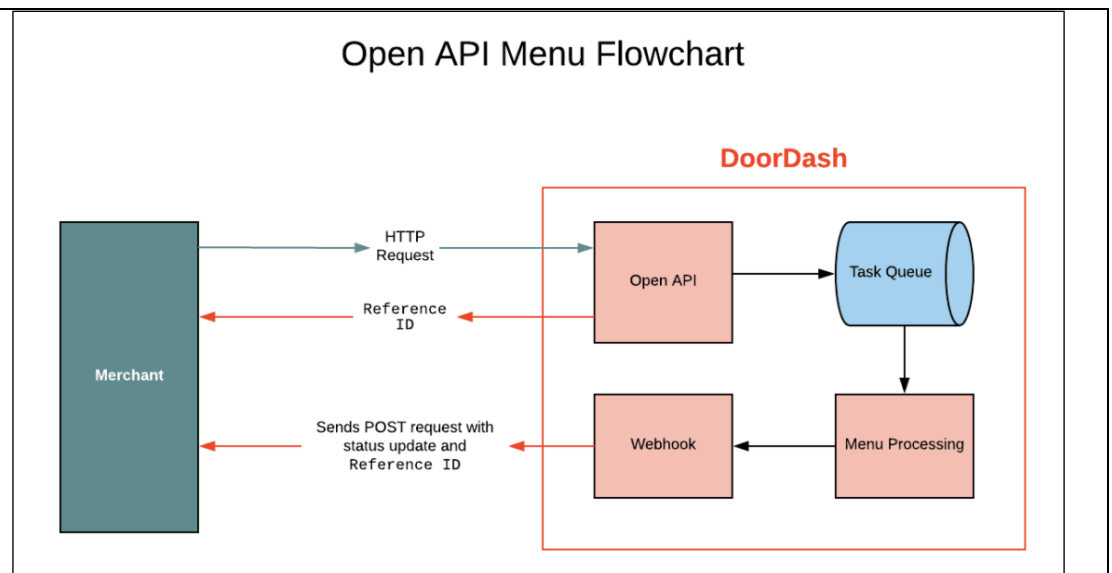 Open API Menu Flowchart
DoorDash
HTTP
Request
Open API
Task Queue
Reference
ID
Merchant
Sends POST request with
status update and
Reference ID
Webhook
Menu Processing